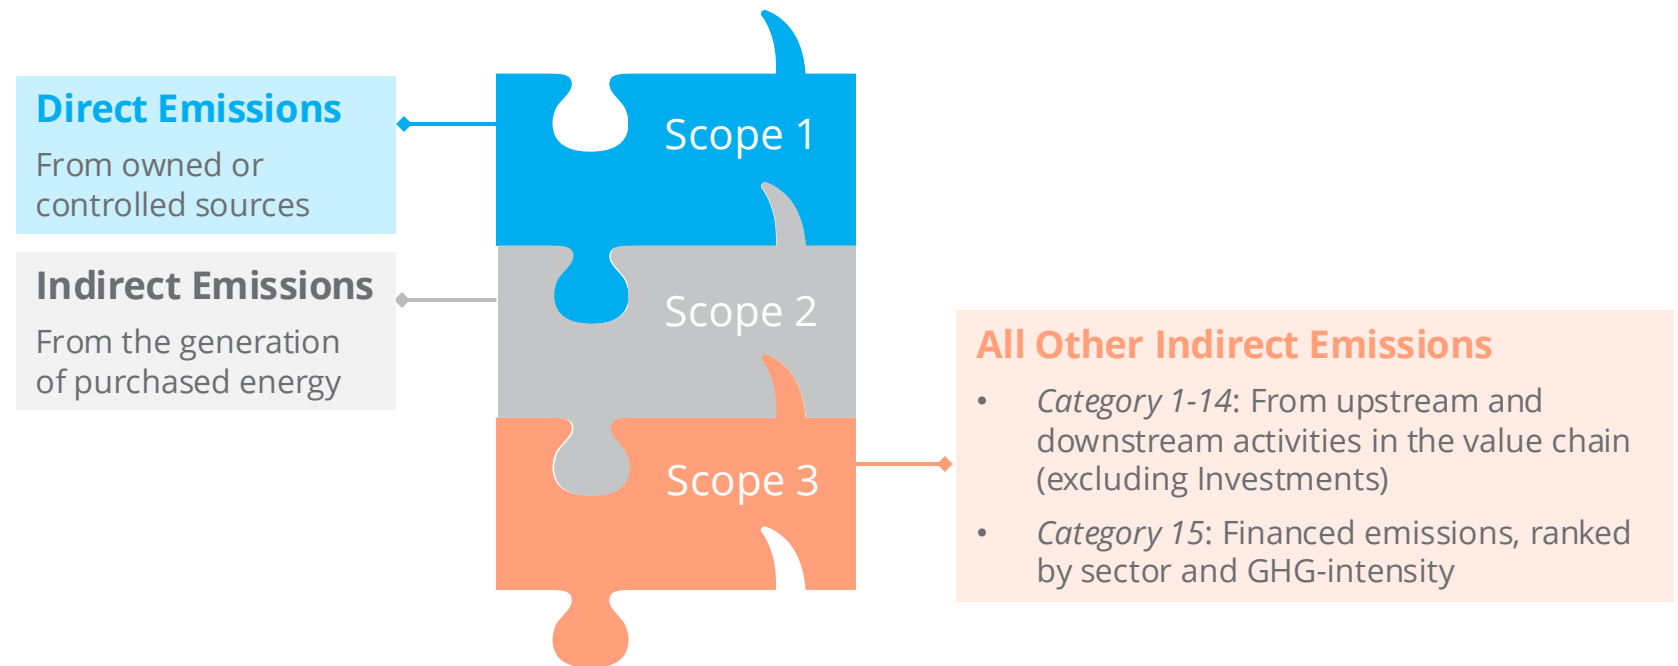 Direct Emissions
From owned or
controlled sources
Scope 1
Indirect Emissions
From the generation
of purchased energy
Scope 2
Scope 3
All Other Indirect Emissions
• Category 1-14: From upstream and
downstream activities in the value chain
(excluding Investments)
• Category 15: Financed emissions, ranked
by sector and GHG-intensity